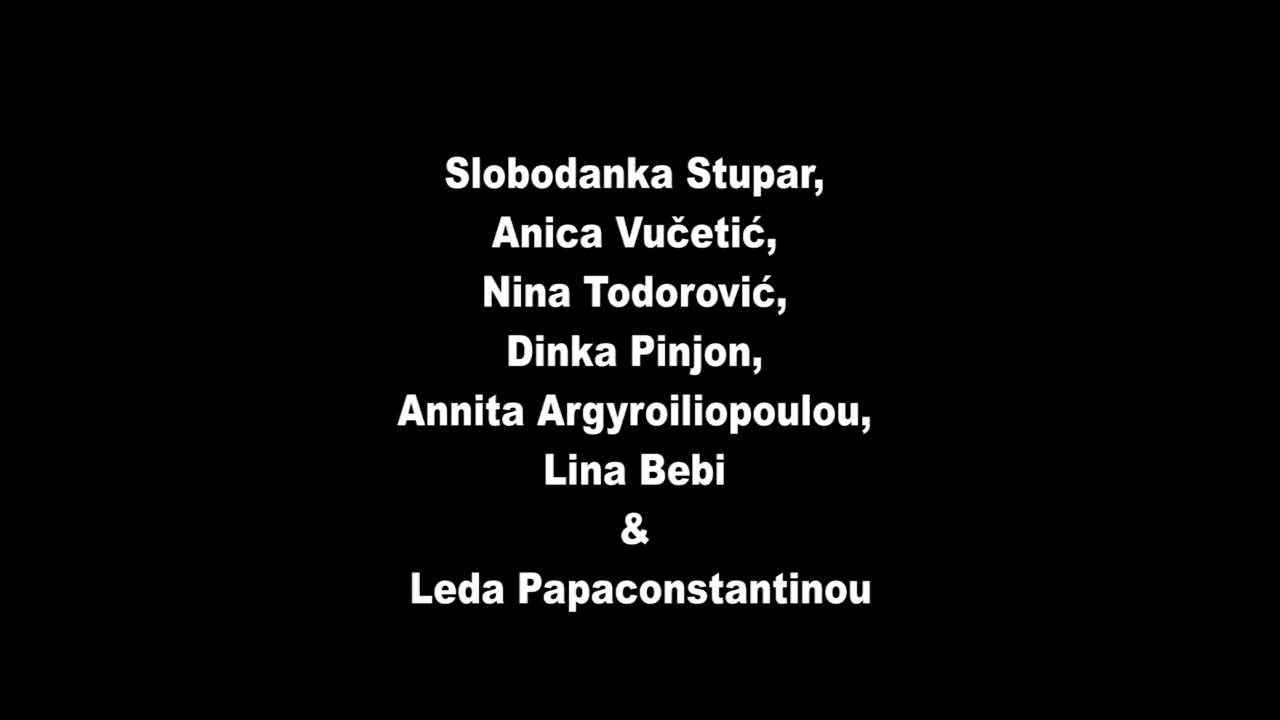 Slobodanka Stupar,
Anica Vučetić,
Nina Todorović,
Dinka Pinjon,
Annita Argyroiliopoulou,
Lina Bebi
&
Leda Papaconstantinou